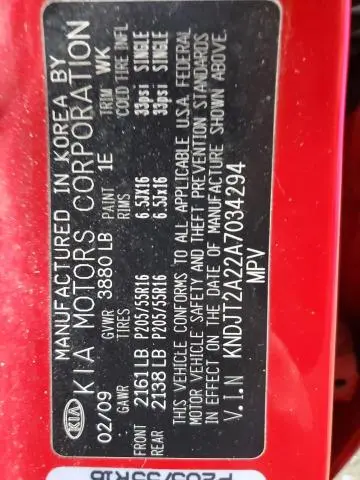 MANUFACTURED IN KOREA BY
KIA KIA MOTORS CORPORATION
02/09 GVWR 3880 LB PAINT 1E TRIM WK
GAWR TIRES RIMS COLD TIRE INFL
FRONT 2161 LB P205/55R16 6.5JX16 33psi SINGLE
REAR 2138 LB P205/55R16 6.5JX16 33psi SINGLE
THIS VEHICLE CONFORMS TO ALL APPLICABLE U.S.A. FEDERAL
MOTOR VEHICLE SAFETY AND THEFT PREVENTION STANDARDS
IN EFFECT ON THE DATE OF MANUFACTURE SHOWN ABOVE.
V.I.N KNDJT2A22A7034294
MPV
P205/55R16